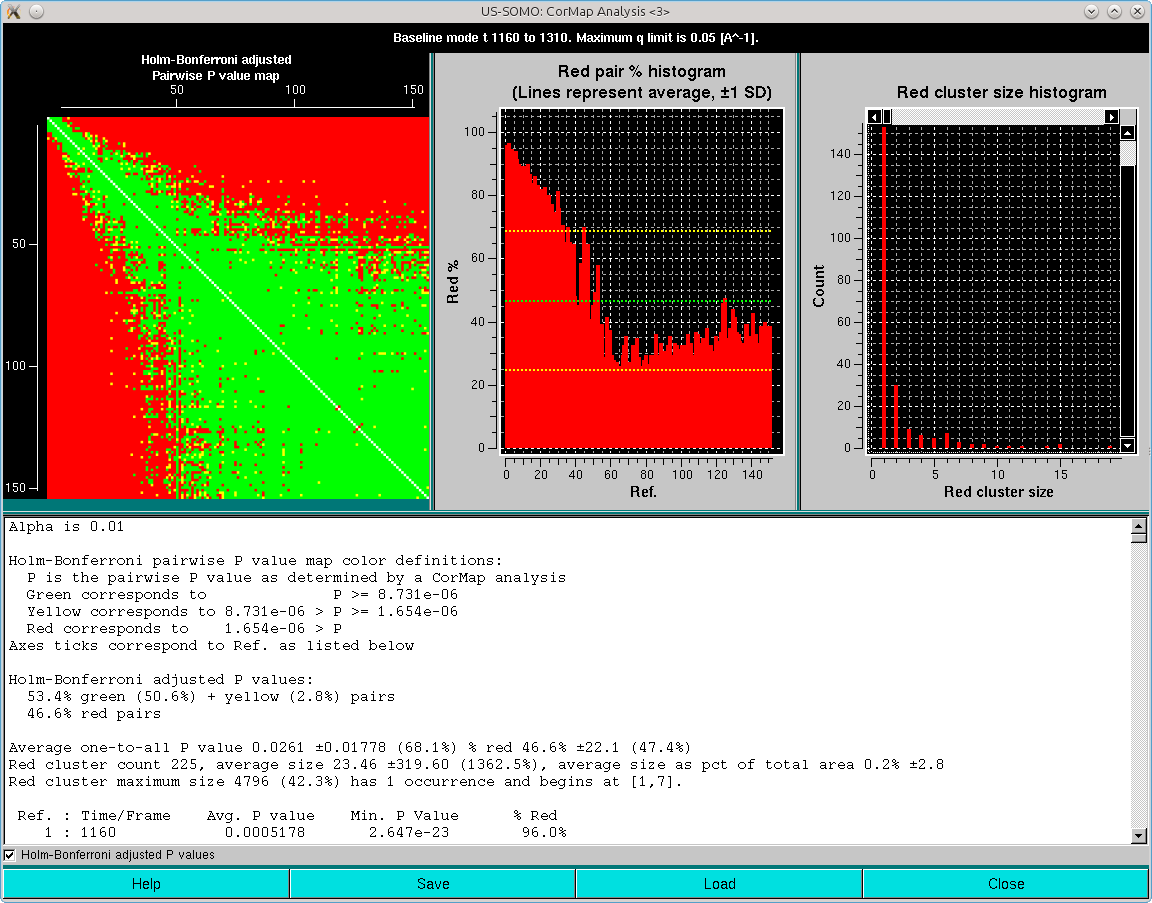 US-SOMO: CorMap Analysis <3>
Baseline mode t 1160 to 1310. Maximum q limit is 0.05 [A^-1].
Holm-Bonferroni adjusted
Pairwise P value map
50 100 150
50
100
150
Red pair % histogram
(Lines represent average, ±1 SD)
Red %
100
80
60
40
20
0
0 20 40 60 80 100 120 140
Ref.
Red cluster size histogram
Count
140
120
100
80
60
40
20
0
0 5 10 15
Red cluster size
Alpha is 0.01
Holm-Bonferroni pairwise P value map color definitions:
P is the pairwise P value as determined by a CorMap analysis
Green corresponds to P >= 8.731e-06
Yellow corresponds to 8.731e-06 > P >= 1.654e-06
Red corresponds to 1.654e-06 > P
Axes ticks correspond to Ref. as listed below
Holm-Bonferroni adjusted P values:
53.4% green (50.6%) + yellow (2.8%) pairs
46.6% red pairs
Average one-to-all P value 0.0261 ±0.01778 (68.1%) % red 46.6% ±22.1 (47.4%)
Red cluster count 225, average size 23.46 ±319.60 (1362.5%), average size as pct of total area 0.2% ±2.8
Red cluster maximum size 4796 (42.3%) has 1 occurrence and begins at [1,7].
Ref. : Time/Frame Avg. P value Min. P Value % Red
1 : 1160 0.0005178 2.647e-23 96.0%
Holm-Bonferroni adjusted P values
Help Save Load Close